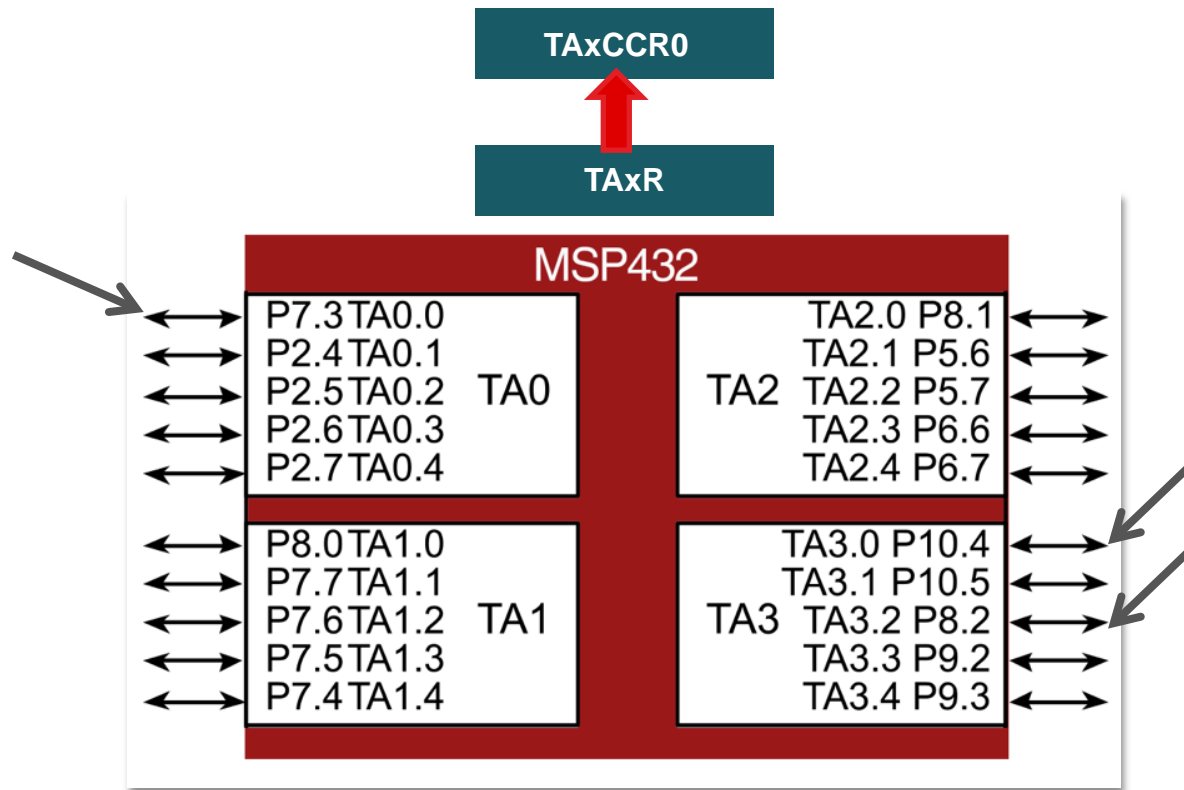 TAxCCR0
TAxR
MSP432
P7.3 TA0.0
P2.4 TA0.1
P2.5 TA0.2
P2.6 TA0.3
P2.7 TA0.4
TA0
TA2
TA2.0 P8.1
TA2.1 P5.6
TA2.2 P5.7
TA2.3 P6.6
TA2.4 P6.7
P8.0 TA1.0
P7.7 TA1.1
P7.6 TA1.2
P7.5 TA1.3
P7.4 TA1.4
TA1
TA3
TA3.0 P10.4
TA3.1 P10.5
TA3.2 P8.2
TA3.3 P9.2
TA3.4 P9.3